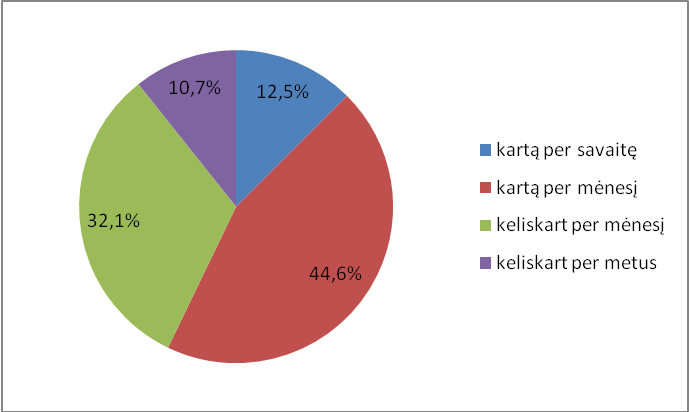 10,7%
12,5%
32,1%
44,6%
kartą per savaitę
kartą per mėnesį
keliskart per mėnesį
keliskart per metus